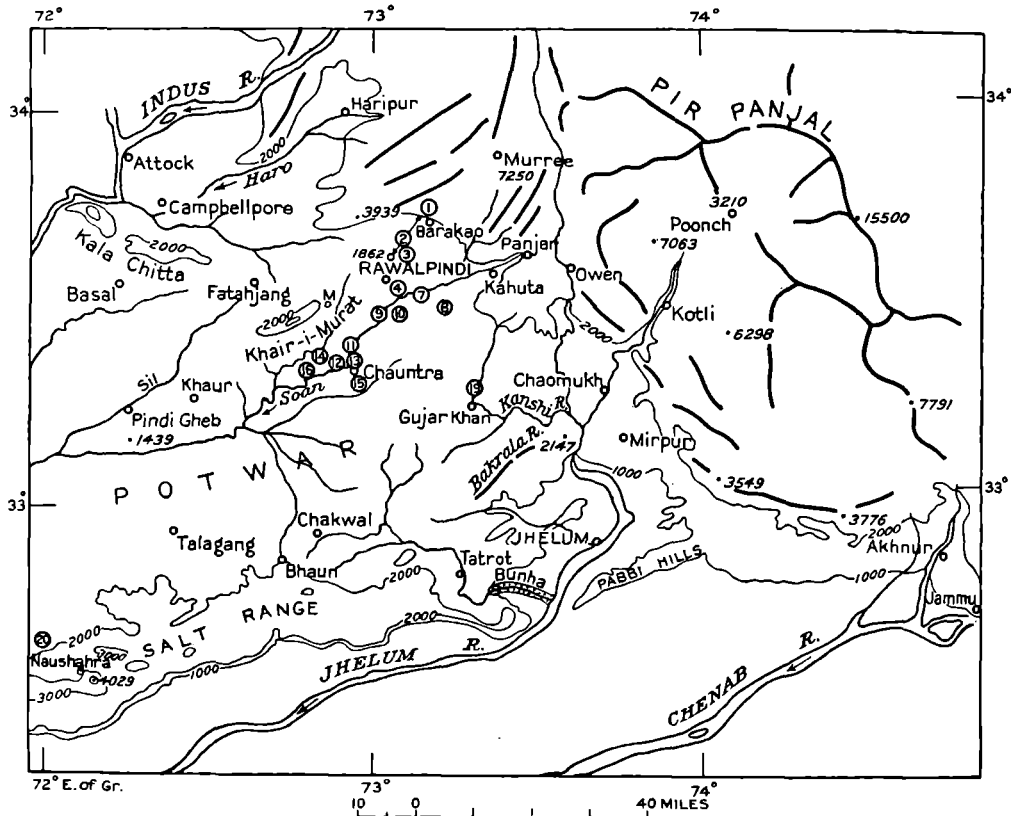 72° 73° 74°
34° 34°
INDUS R.
PIR PANJAL
Haripur
2000
Attock
Haro
Murree
7250
Campbellpore
3939
1
Barakao
3210
Poonch
15500
2
3
1862
RAWALPINDI
Panjar
7063
Kala Chitta
2000
Basal
Fatahjang
M
4
7
Kahuta
Owen
2000
Khair-i-Murat
9
10
8
2000
Kotli
6298
11
14
12
13
16
Chauntra
15
Khaur
Soan
Sil
Pindi Gheb
1439
19
Gujar Khan
Kanshi R.
Chaomukh
7791
Bakrala R.
2147
Mirpur
1000
3549
33° 33°
POTWAR
3776
2000
Chakwal
Talagang
JHELUM
Akhnur
Bhaun
2000
Tatrot
Bunha
PABBI HILLS
1000
Jammu
SALT RANGE
2000
20
2000
3000
Naushahra
4029
3000
1000
JHELUM R.
CHENAB R.
72° E. of Gr. 73° 74°
10 0 40 MILES